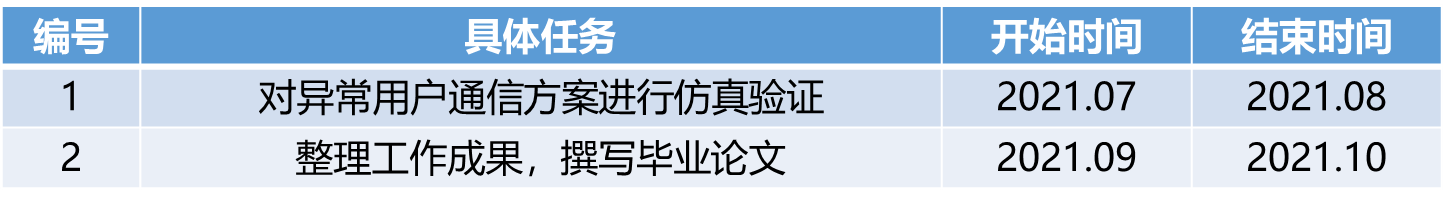 编号 具体任务 开始时间 结束时间
1 对异常用户通信方案进行仿真验证 2021.07 2021.08
2 整理工作成果，撰写毕业论文 2021.09 2021.10